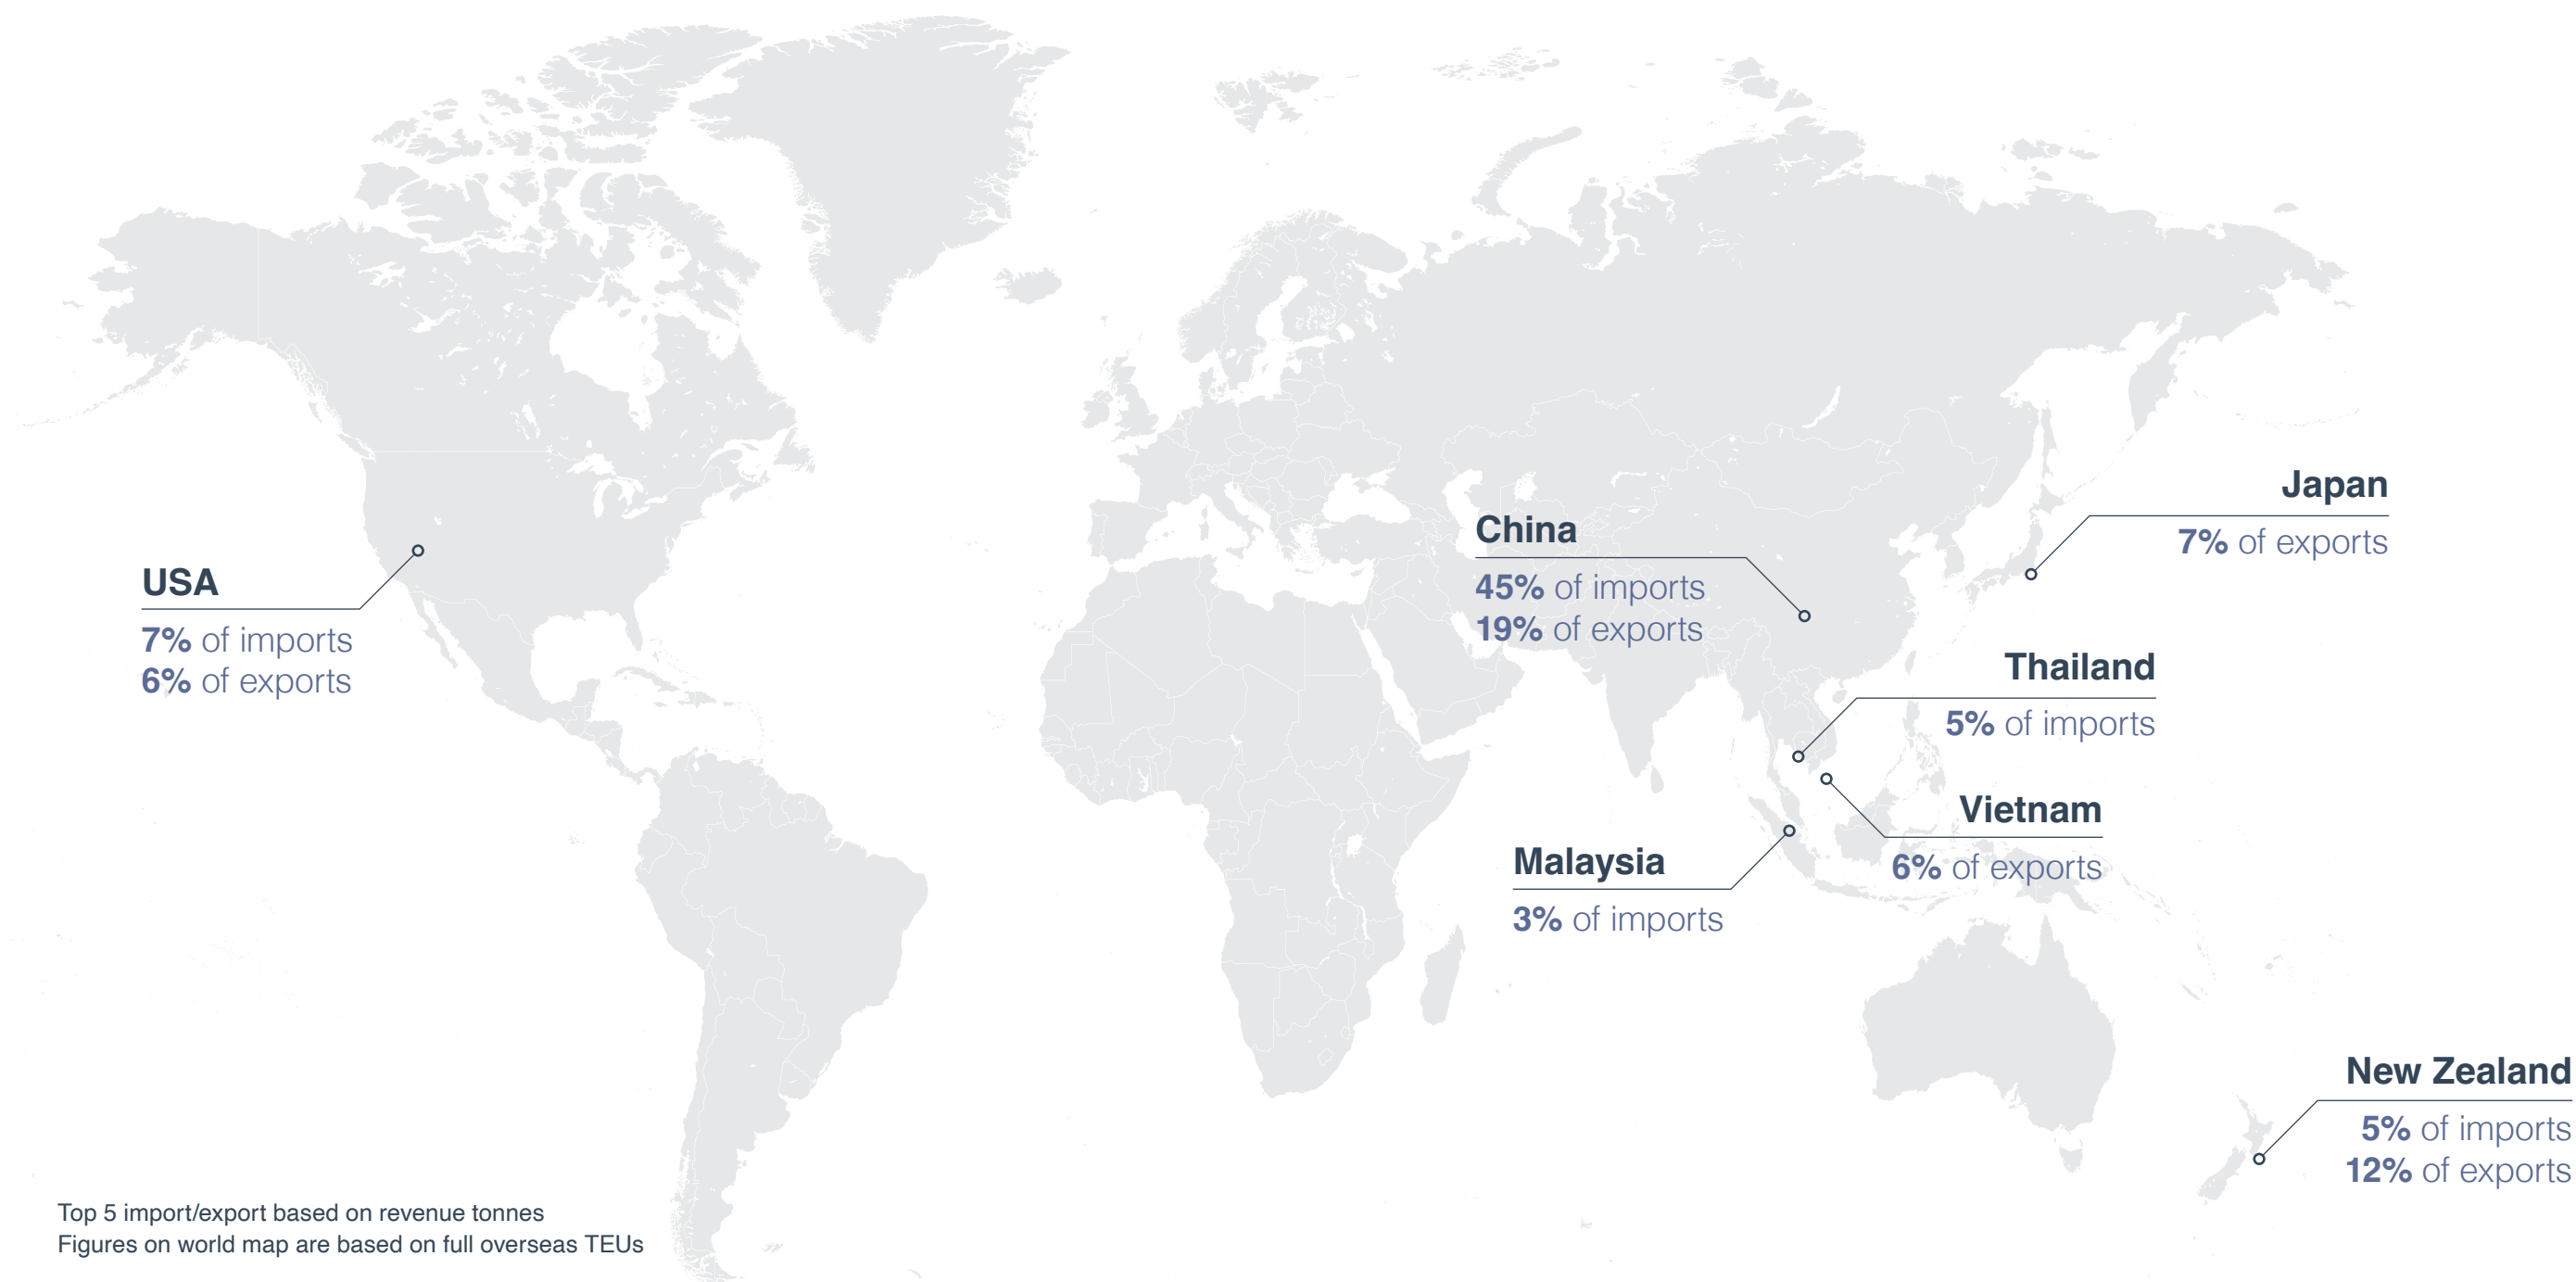 Japan
7% of exports
China
45% of imports
19% of exports
USA
7% of imports
6% of exports
Thailand
5% of imports
Vietnam
6% of exports
Malaysia
3% of imports
New Zealand
5% of imports
12% of exports
Top 5 import/export based on revenue tonnes
Figures on world map are based on full overseas TEUs